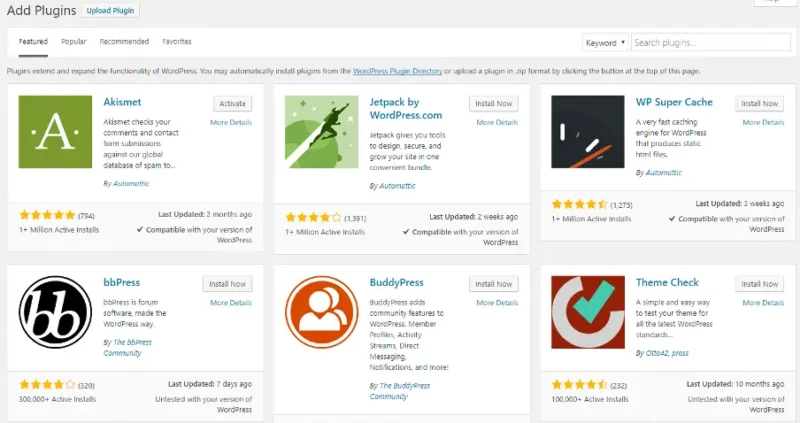 Add Plugins Upload Plugin
Featured Popular Recommended Favorites Keyword Search plugins...
Plugins extend and expand the functionality of WordPress. You may automatically install plugins from the WordPress Plugin Directory or upload a plugin in .zip format by clicking the button at the top of this page.
A
Akismet
Activate
More Details
Akismet checks your
comments and contact
form submissions
against our global
database of spam to...
By Automattic
(794)
Last Updated: 2 months ago
1+ Million Active Installs
Compatible with your version of
WordPress
Jetpack by
WordPress.com
Install Now
More Details
Jetpack gives you tools
to design, secure, and
grow your site in one
convenient bundle.
By Automattic
(1,391)
Last Updated: 2 weeks ago
1+ Million Active Installs
Compatible with your version of
WordPress
WP Super Cache
Install Now
More Details
A very fast caching
engine for WordPress
that produces static
html files.
By Automattic
(1,275)
Last Updated: 3 weeks ago
1+ Million Active Installs
Compatible with your version of
WordPress
bb
bbPress
Install Now
More Details
bbPress is forum
software, made the
WordPress way.
By The bbPress
Community
(320)
Last Updated: 7 days ago
300,000+ Active Installs
Untested with your version of
WordPress
BuddyPress
Install Now
More Details
BuddyPress adds
community features to
WordPress. Member
Profiles, Activity
Streams, Direct
Messaging,
Notifications, and more!
By The BuddyPress
Community
Theme Check
Install Now
More Details
A simple and easy way
to test your theme for
all the latest WordPress
standards...
By Otto42, pross
(232)
Last Updated: 10 months ago
100,000+ Active Installs
Untested with your version of
WordPress